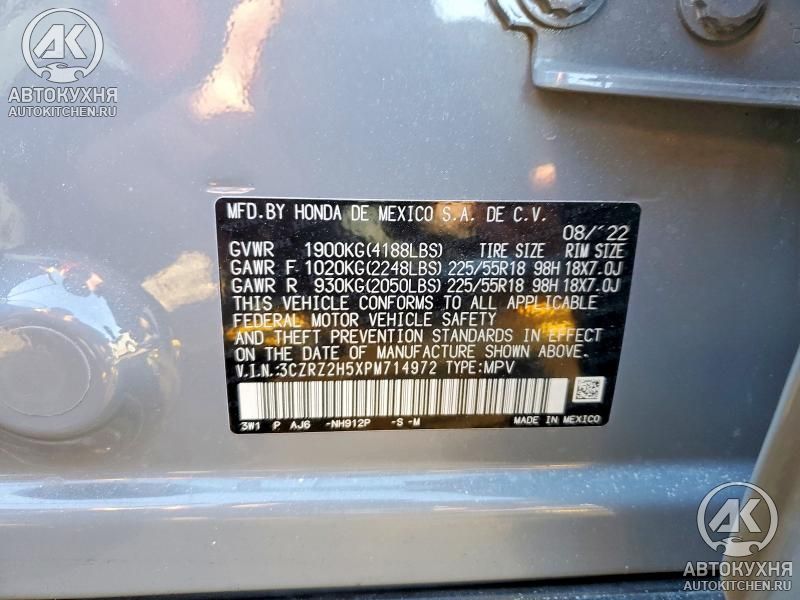 АВТОКУХНЯ
AUTOKITCHEN.RU
MFD.BY HONDA DE MEXICO S.A. DE C.V.
08/'22
GVWR 1900KG(4188LBS) TIRE SIZE RIM SIZE
GAWR F 1020KG(2248LBS) 225/55R18 98H 18X7.0J
GAWR R 930KG(2050LBS) 225/55R18 98H 18X7.0J
THIS VEHICLE CONFORMS TO ALL APPLICABLE
FEDERAL MOTOR VEHICLE SAFETY
AND THEFT PREVENTION STANDARDS IN EFFECT
ON THE DATE OF MANUFACTURE SHOWN ABOVE.
V.I.N.:3CZRZ2H5XPM714972 TYPE:MPV
3W1 P AJ6 -NH912P -S -M MADE IN MEXICO
АВТОКУХНЯ
AUTOKITCHEN.RU